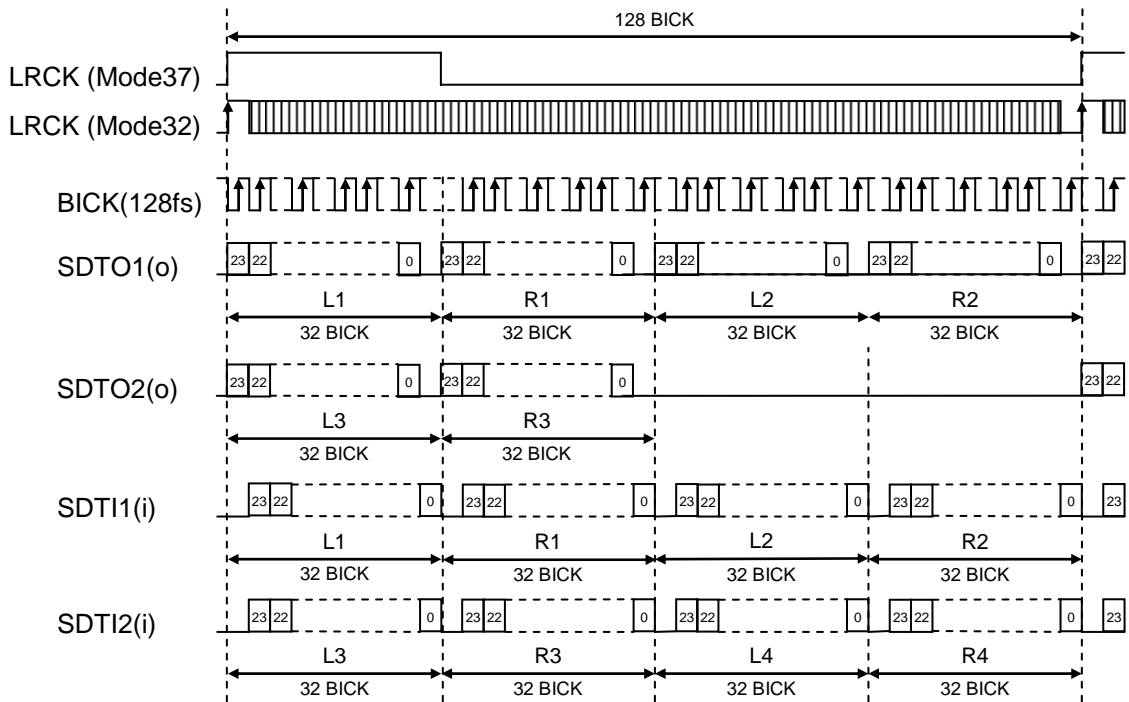 128 BICK
LRCK (Mode37)
LRCK (Mode32)
BICK(128fs)
SDTO1(o) 23 22 0 23 22 0 23 22 0 23 22 0 23 22
L1 R1 L2 R2
32 BICK 32 BICK 32 BICK 32 BICK
SDTO2(o) 23 22 0 23 22 0 23 22
L3 R3
32 BICK 32 BICK
SDTI1(i) 23 22 0 23 22 0 23 22 0 23 22 0 23
L1 R1 L2 R2
32 BICK 32 BICK 32 BICK 32 BICK
SDTI2(i) 23 22 0 23 22 0 23 22 0 23 22 0 23
L3 R3 L4 R4
32 BICK 32 BICK 32 BICK 32 BICK